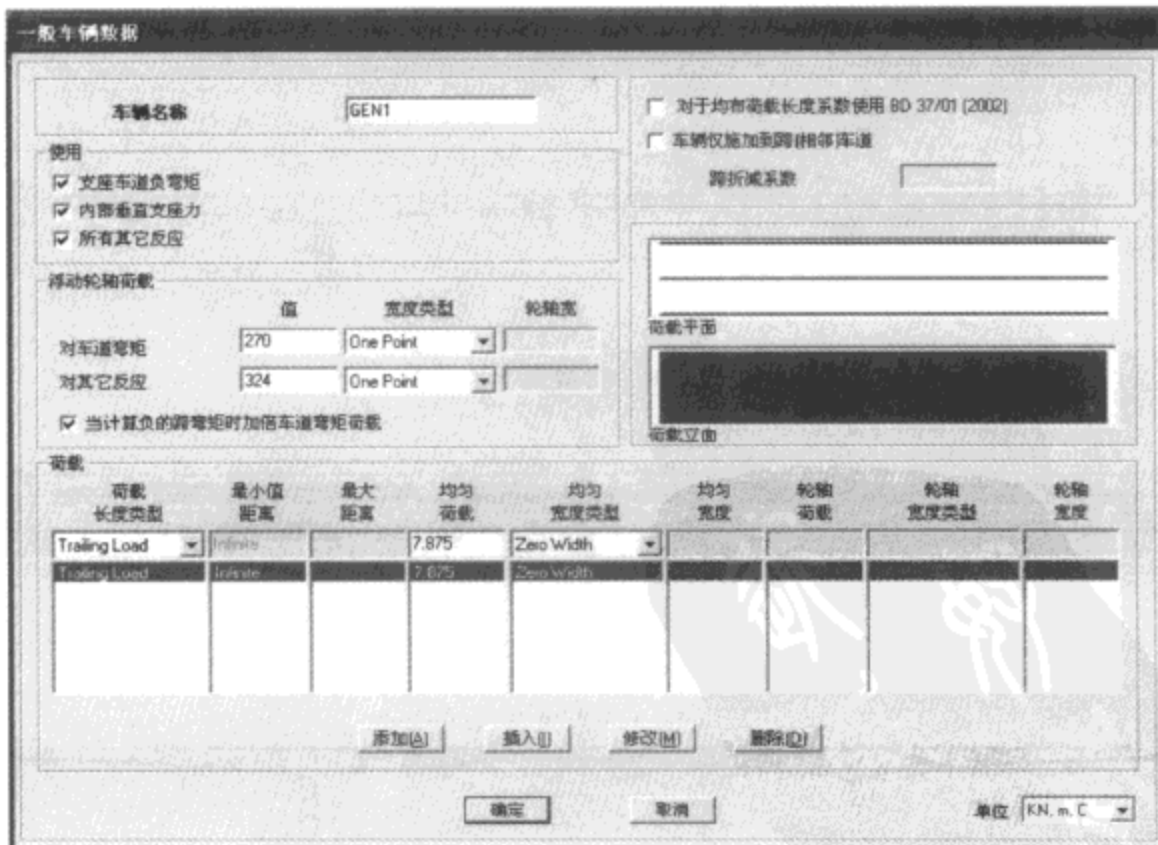 一般车辆数据
车辆名称 GEN1
对于均布荷载长度系数使用 BD 37/01 (2002)
车辆仅施加到跨(相邻)车道
跨折减系数
使用
支座车道负弯矩
内部垂直支座力
所有其它反应
浮动轮轴荷载
值 宽度类型 轮轴宽
对车道弯矩 270 One Point
对其它反应 324 One Point
当计算负的跨弯矩时加倍车道弯矩荷载
荷载平面
荷载立面
荷载
荷载 最小值 最大 均匀 均匀 均匀 轮轴 轮轴 轮轴
长度类型 距离 距离 荷载 宽度类型 宽度 荷载 宽度类型 宽度
Trailing Load Infinite 7.875 Zero Width
Trailing Load Infinite 7.875 Zero Width
添加(A) 插入(I) 修改(M) 删除(D)
确定 取消 单位 KN, m, C